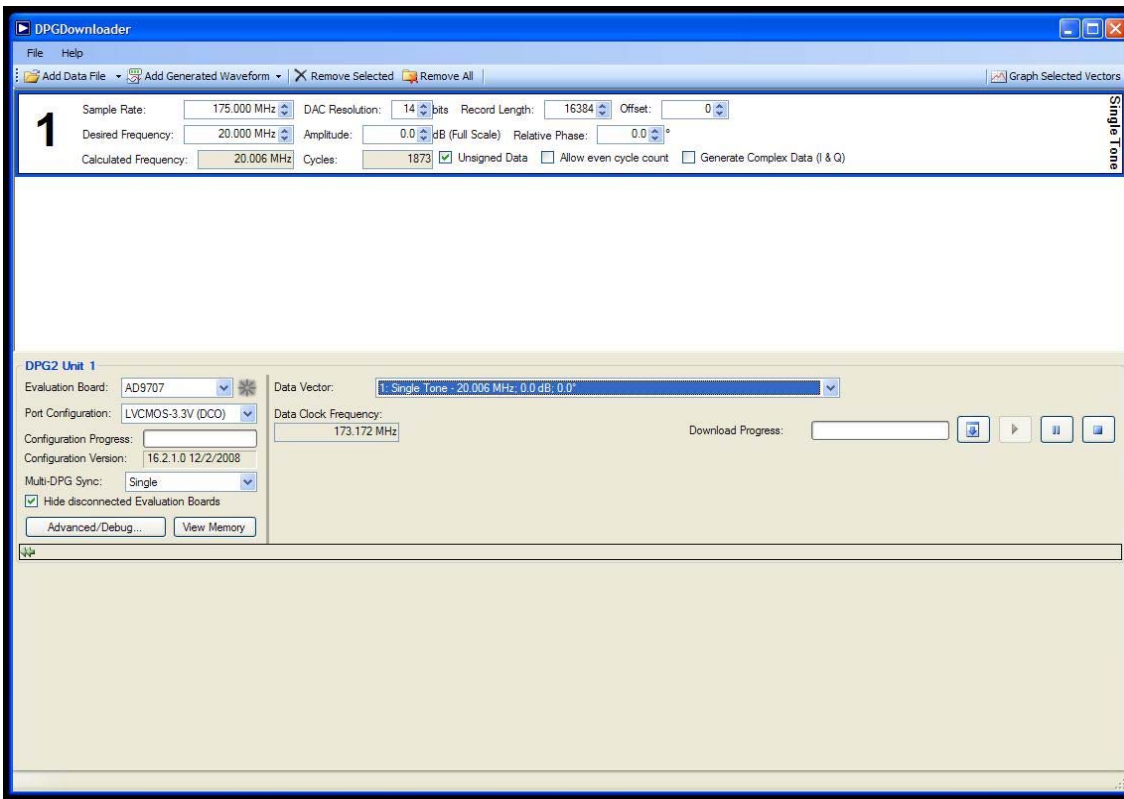 DPGDownloader
File Help
Add Data File Add Generated Waveform Remove Selected Remove All Graph Selected Vectors
1
Sample Rate: 175.000 MHz DAC Resolution: 14 bits Record Length: 16384 Offset: 0
Desired Frequency: 20.000 MHz Amplitude: 0.0 dB (Full Scale) Relative Phase: 0.0 °
Calculated Frequency: 20.006 MHz Cycles: 1873 Unsigned Data Allow even cycle count Generate Complex Data (I & Q)
Single Tone
DPG2 Unit 1
Evaluation Board: AD9707 Data Vector: 1: Single Tone - 20.006 MHz; 0.0 dB; 0.0°
Port Configuration: LVCMOS-3.3V (DCO) Data Clock Frequency:
173.172 MHz Download Progress:
Configuration Progress:
Configuration Version: 16.2.1.0 12/2/2008
Multi-DPG Sync: Single
Hide disconnected Evaluation Boards
Advanced/Debug... View Memory